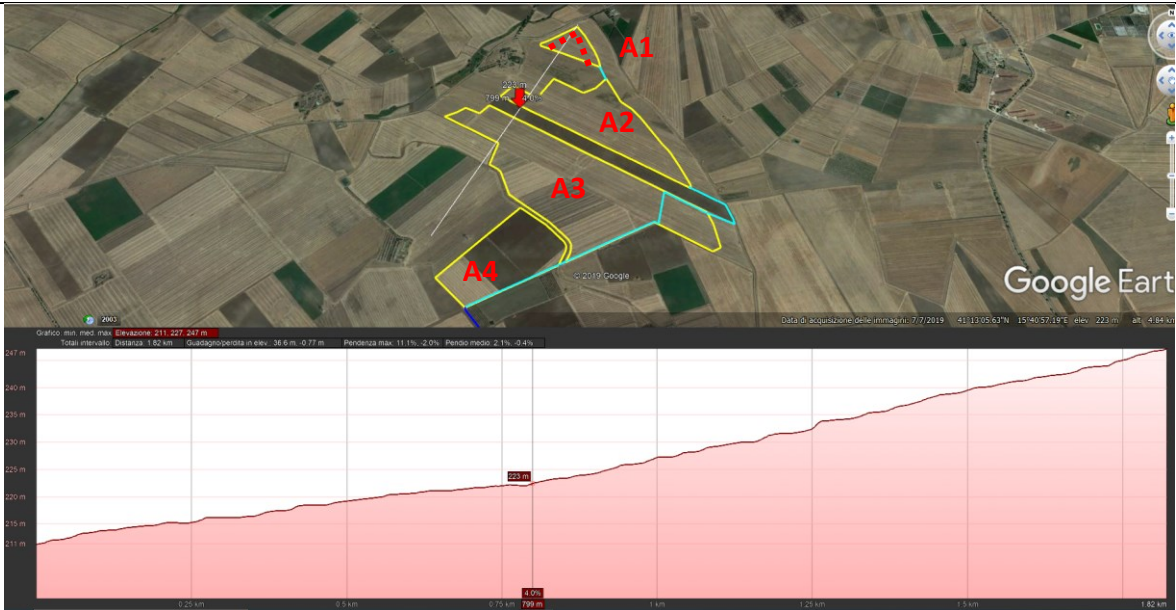 N
A1
223 m
799 m
A2
A3
A4
© 2019 Google
Google Eart
2003
Data di acquisizione delle immagini: 7/7/2019 41°13'05.63"N 15°40'57.19"E elev 223 m alt 4.84 km
Grafico min. med. max Elevazione: 211, 227, 247 m
Totali intervallo Distanza: 1.82 km Guadagno/perdita in elev.: 36.6 m, -0.77 m Pendenza max: 11.1%, -2.0% Pendio medio: 2.1%, -0.4%
247 m
240 m
235 m
230 m
225 m
223 m
220 m
215 m
211 m
4.0%
0.25 km 0.5 km 0.75 km 799 m 1 km 1.25 km 1.5 km 1.82 km